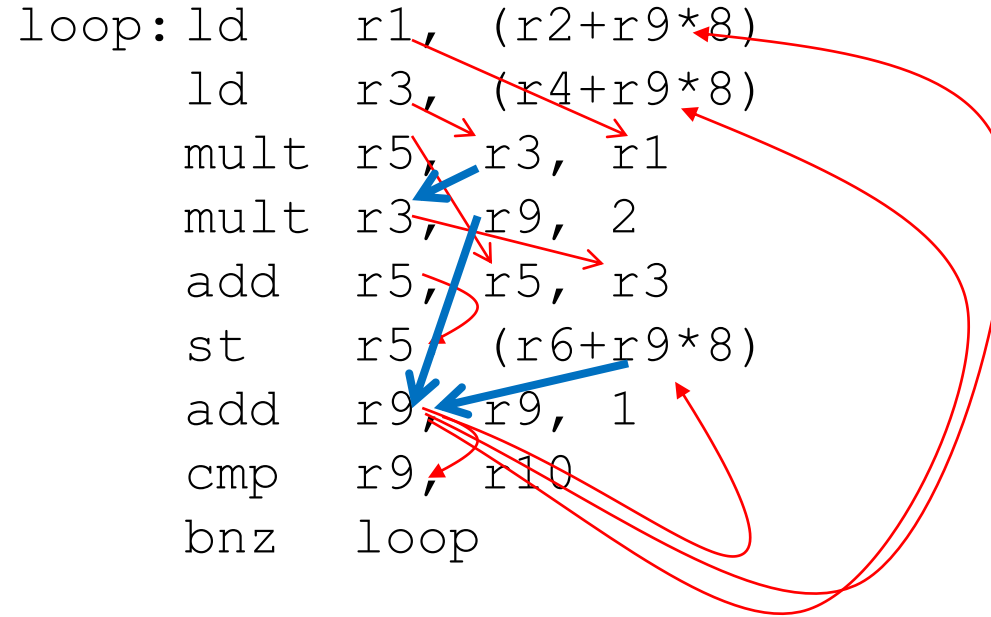 loop: ld r1, (r2+r9*8)
ld r3, (r4+r9*8)
mult r5, r3, r1
mult r3, r9, 2
add r5, r5, r3
st r5, (r6+r9*8)
add r9, r9, 1
cmp r9, r10
bnz loop